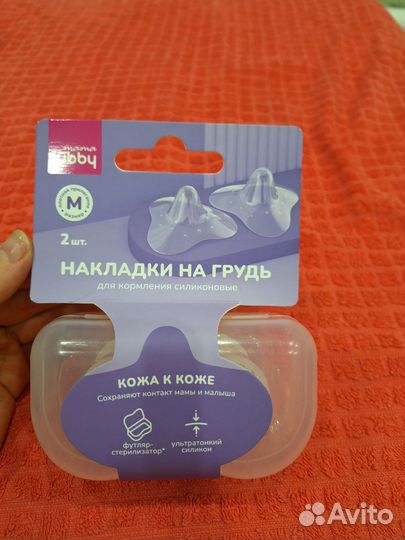 mama
M
2 шт.
НАКЛАДКИ НА ГРУДЬ
для кормления силиконовые
КОЖА К КОЖЕ
Сохраняют контакт мамы и малыша
футляр-
стерилизатор*
ультратонкий
силикон
Avito